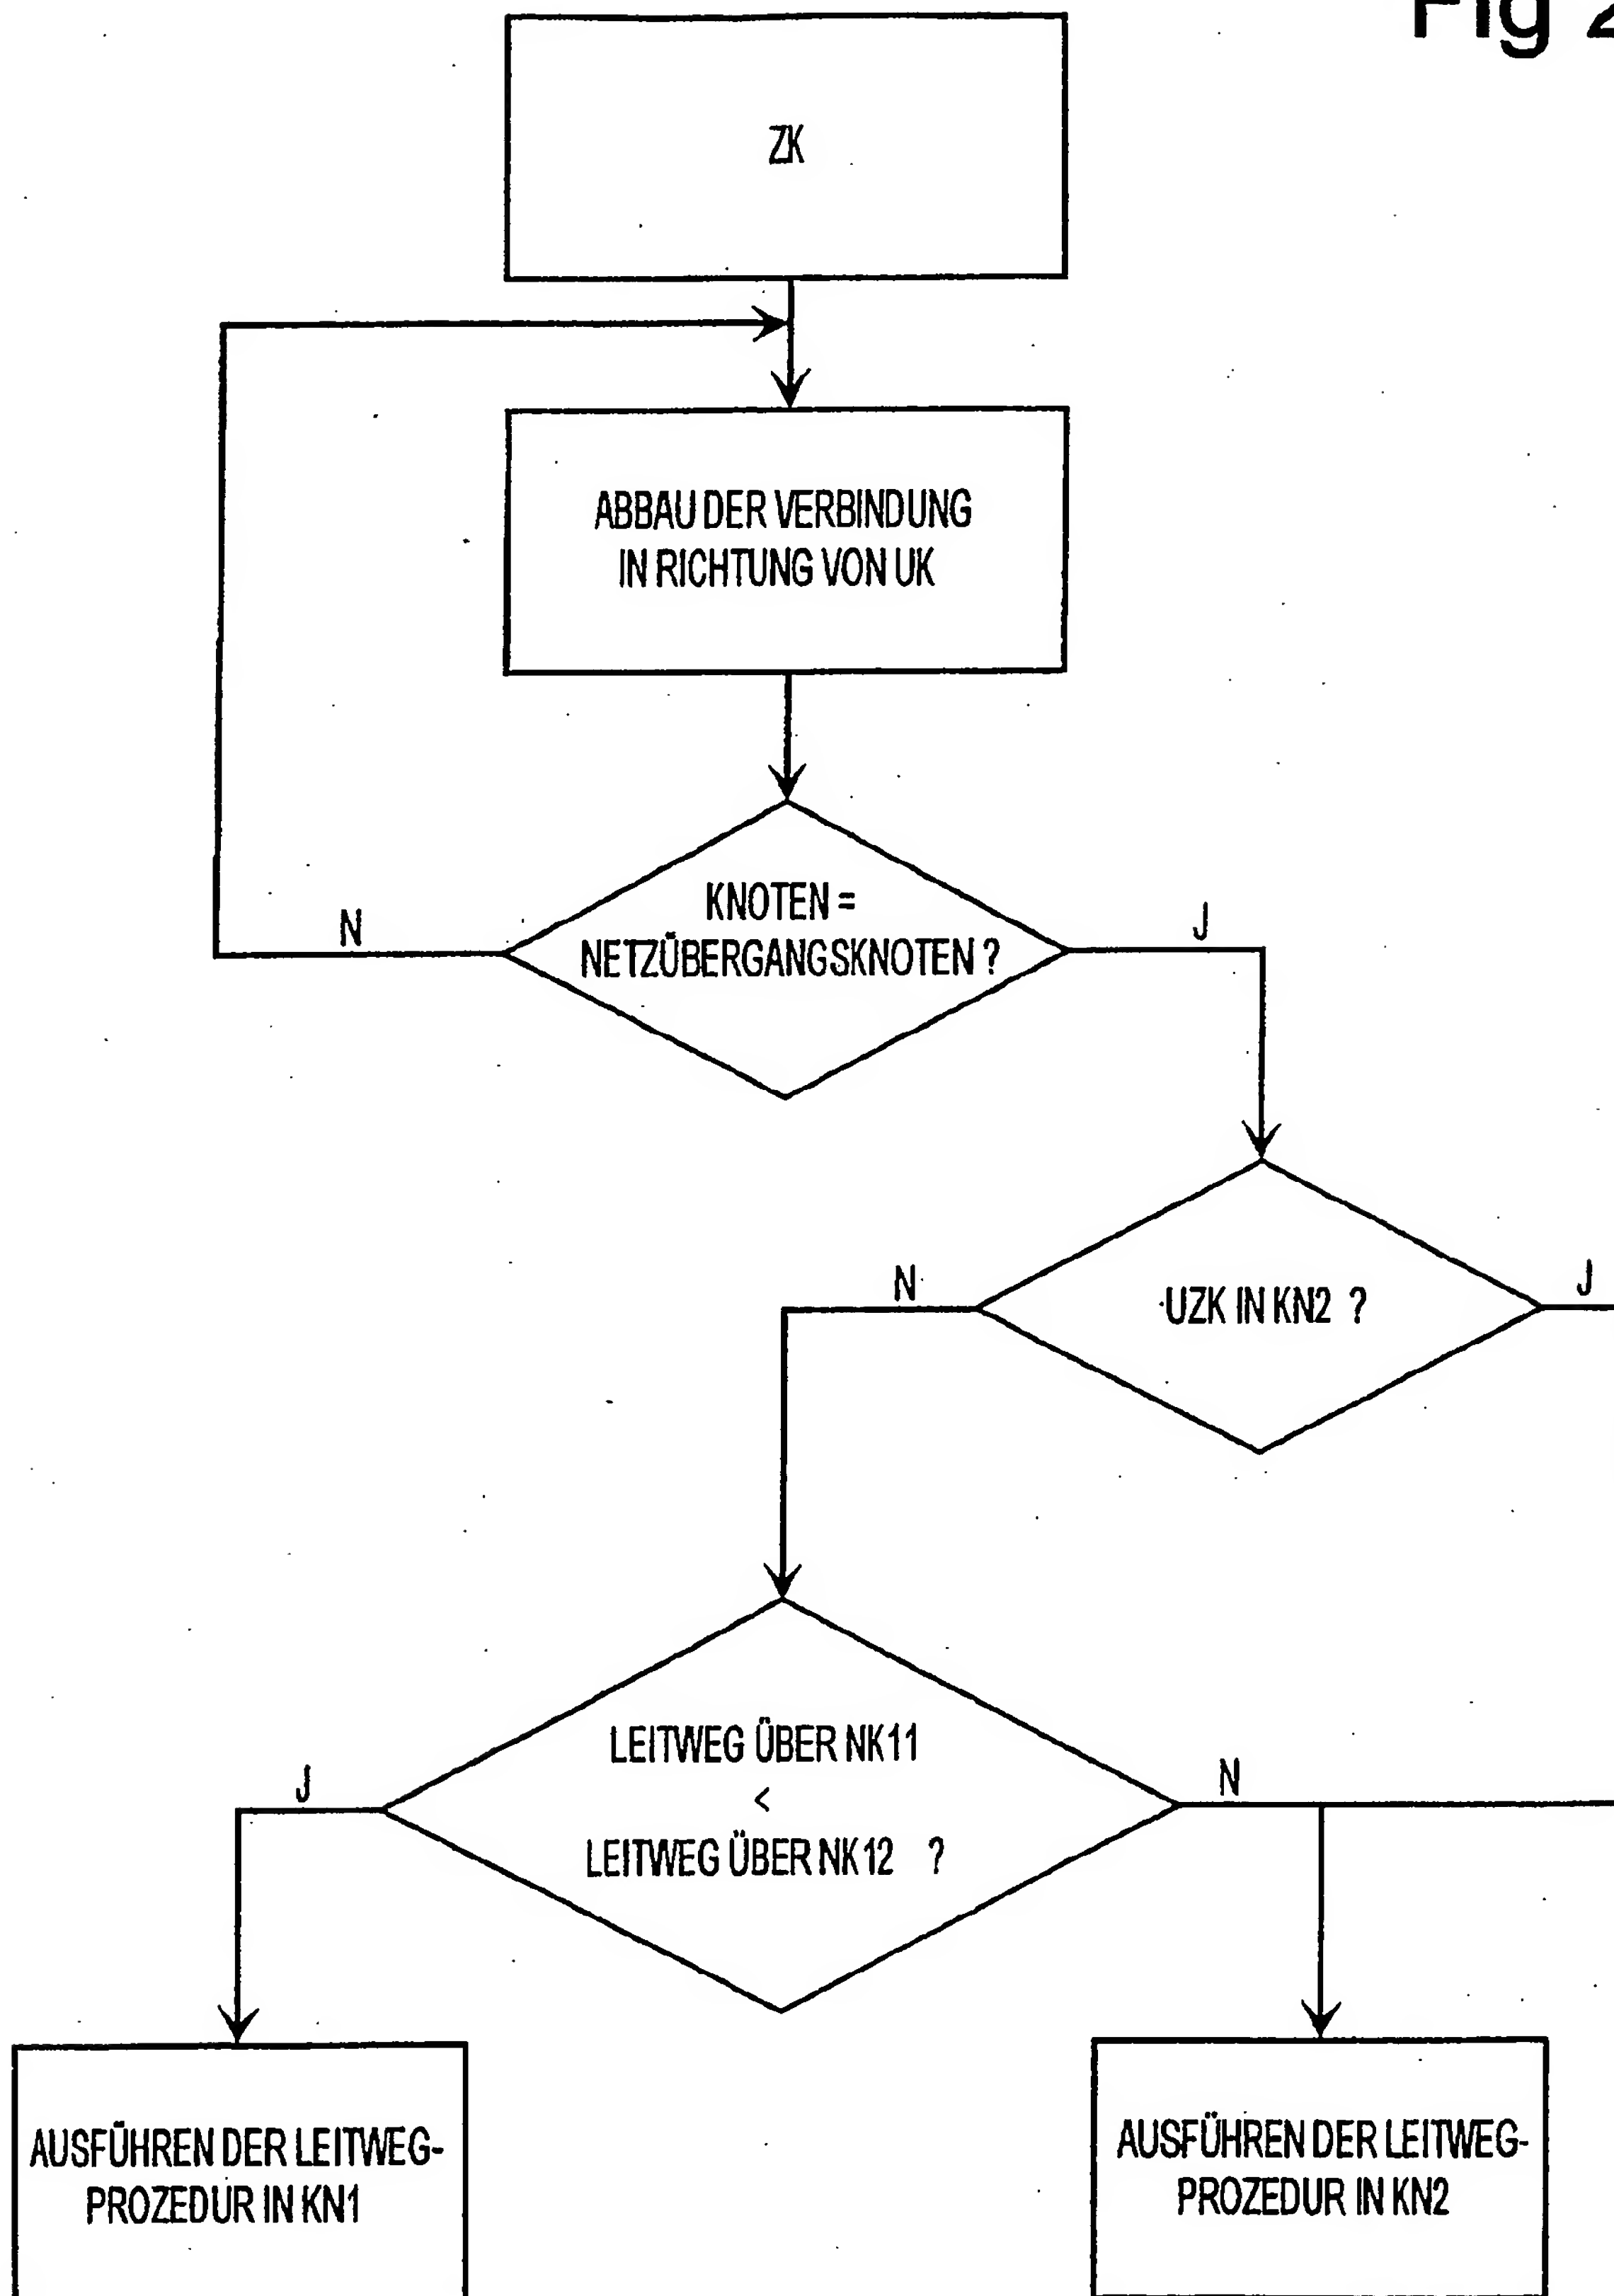 Fig 2
ZK
ABBAU DER VERBINDUNG
IN RICHTUNG VON UK
KNOTEN =
NETZÜBERGANGSKNOTEN ?
N
J
N
UZK IN KN2 ?
J
LEITWEG ÜBER NK11
<
LEITWEG ÜBER NK12 ?
J
N
AUSFÜHREN DER LEITWEG-
PROZEDUR IN KN1
AUSFÜHREN DER LEITWEG-
PROZEDUR IN KN2